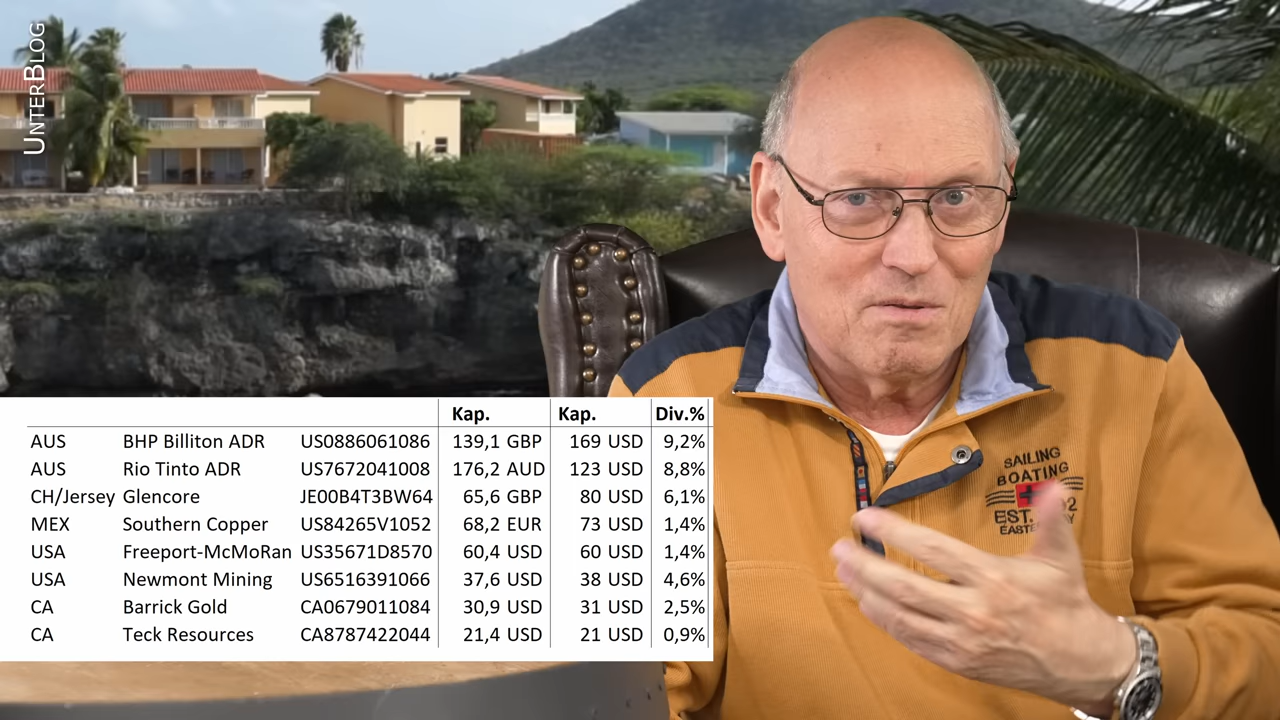 UNTERBLOG
Kap. Kap. Div.%
AUS BHP Billiton ADR US0886061086 139,1 GBP 169 USD 9,2%
AUS Rio Tinto ADR US7672041008 176,2 AUD 123 USD 8,8%
CH/Jersey Glencore JE00B4T3BW64 65,6 GBP 80 USD 6,1%
MEX Southern Copper US84265V1052 68,2 EUR 73 USD 1,4%
USA Freeport-McMoRan US35671D8570 60,4 USD 60 USD 1,4%
USA Newmont Mining US6516391066 37,6 USD 38 USD 4,6%
CA Barrick Gold CA0679011084 30,9 USD 31 USD 2,5%
CA Teck Resources CA8787422044 21,4 USD 21 USD 0,9%
SAILING
BOATING
EST.